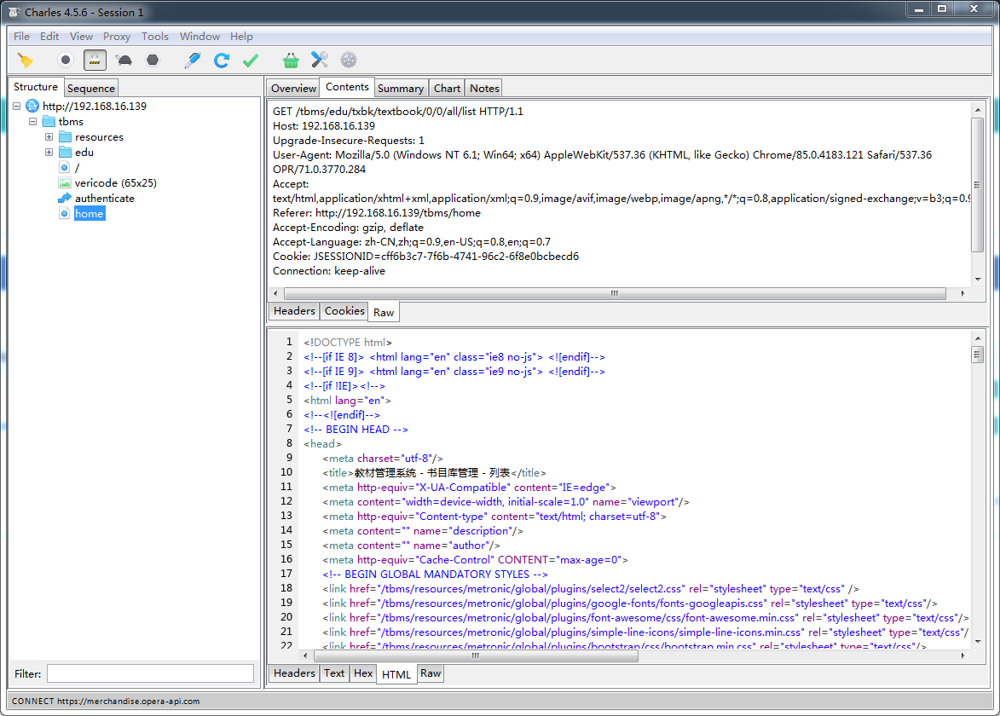 Charles 4.5.6 - Session 1
File Edit View Proxy Tools Window Help
Structure Sequence
http://192.168.16.139
tbms
resources
edu
/
vericode (65x25)
authenticate
home
Filter:
Overview Contents Summary Chart Notes
GET /tbms/edu/txbk/textbook/0/0/all/list HTTP/1.1
Host: 192.168.16.139
Upgrade-Insecure-Requests: 1
User-Agent: Mozilla/5.0 (Windows NT 6.1; Win64; x64) AppleWebKit/537.36 (KHTML, like Gecko) Chrome/85.0.4183.121 Safari/537.36
OPR/71.0.3770.284
Accept:
text/html,application/xhtml+xml,application/xml;q=0.9,image/avif,image/webp,image/apng,*/*;q=0.8,application/signed-exchange;v=b3;q=0.9
Referer: http://192.168.16.139/tbms/home
Accept-Encoding: gzip, deflate
Accept-Language: zh-CN,zh;q=0.9,en-US;q=0.8,en;q=0.7
Cookie: JSESSIONID=cff6b3c7-7f6b-4741-96c2-6f8e0bcbecd6
Connection: keep-alive
Headers Cookies Raw
1 <!DOCTYPE html>
2 <!--[if IE 8]> <html lang="en" class="ie8 no-js"> <![endif]-->
3 <!--[if IE 9]> <html lang="en" class="ie9 no-js"> <![endif]-->
4 <!--[if !IE]><!-->
5 <html lang="en">
6 <!--<![endif]-->
7 <!-- BEGIN HEAD -->
8 <head>
9 <meta charset="utf-8"/>
10 <title>教材管理系统 - 书目库管理 - 列表</title>
11 <meta http-equiv="X-UA-Compatible" content="IE=edge">
12 <meta content="width=device-width, initial-scale=1.0" name="viewport"/>
13 <meta http-equiv="Content-type" content="text/html; charset=utf-8">
14 <meta content="" name="description"/>
15 <meta content="" name="author"/>
16 <meta http-equiv="Cache-Control" CONTENT="max-age=0">
17 <!-- BEGIN GLOBAL MANDATORY STYLES -->
18 <link href="/tbms/resources/metronic/global/plugins/select2/select2.css" rel="stylesheet" type="text/css" />
19 <link href="/tbms/resources/metronic/global/plugins/google-fonts/fonts-googleapis.css" rel="stylesheet" type="text/css"/>
20 <link href="/tbms/resources/metronic/global/plugins/font-awesome/css/font-awesome.min.css" rel="stylesheet" type="text/css"/>
21 <link href="/tbms/resources/metronic/global/plugins/simple-line-icons/simple-line-icons.min.css" rel="stylesheet" type="text/css"/
22 <link href="/tbms/resources/metronic/global/plugins/bootstrap/css/bootstrap.min.css" rel="stylesheet" type="text/css"/>
Headers Text Hex HTML Raw
CONNECT https://merchandise.opera-api.com